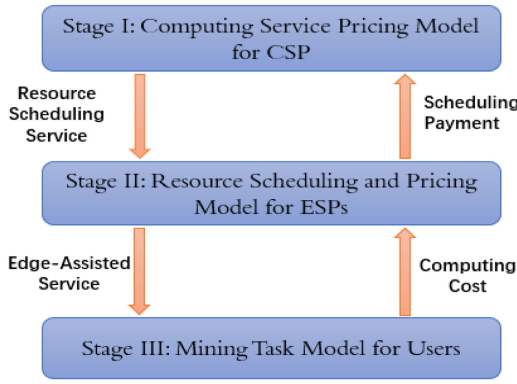 Stage I: Computing Service Pricing Model
for CSP
Resource
Scheduling
Service
Scheduling
Payment
Stage II: Resource Scheduling and Pricing
Model for ESPs
Edge-Assisted
Service
Computing
Cost
Stage III: Mining Task Model for Users